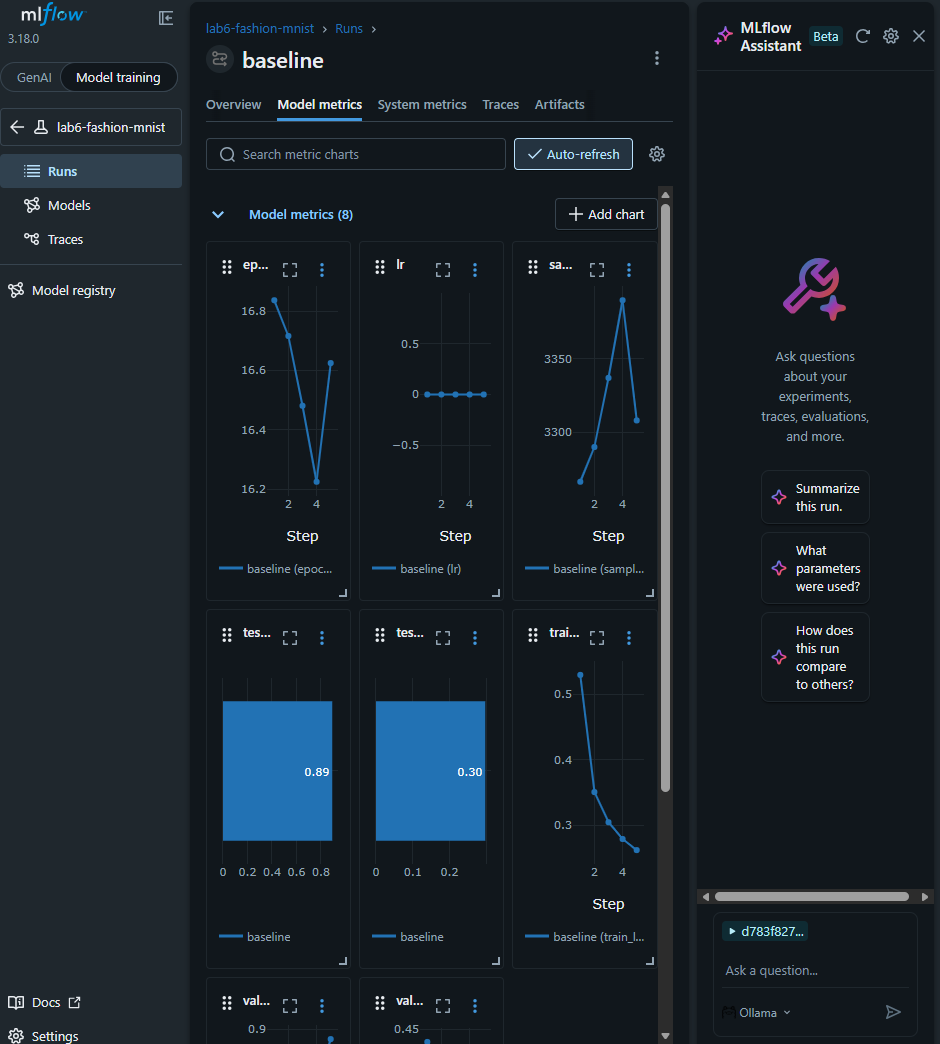 mlflow
3.18.0
GenAI
Model training
lab6-fashion-mnist
Runs
Models
Traces
Model registry
Docs
Settings
lab6-fashion-mnist > Runs >
baseline
Overview
Model metrics
System metrics
Traces
Artifacts
Search metric charts
Auto-refresh
Model metrics (8)
Add chart
ep...
16.8
16.6
16.4
16.2
2 4
Step
baseline (epoc...
lr
0.5
0
−0.5
2 4
Step
baseline (lr)
sa...
3350
3300
2 4
Step
baseline (sampl...
tes...
0.89
0 0.2 0.4 0.6 0.8
baseline
tes...
0.30
0 0.1 0.2
baseline
trai...
0.5
0.4
0.3
2 4
Step
baseline (train_l...
val...
0.9
val...
0.45
MLflow
Assistant
Beta
Ask questions
about your
experiments,
traces, evaluations,
and more.
Summarize
this run.
What
parameters
were used?
How does
this run
compare
to others?
d783f827...
Ask a question...
Ollama